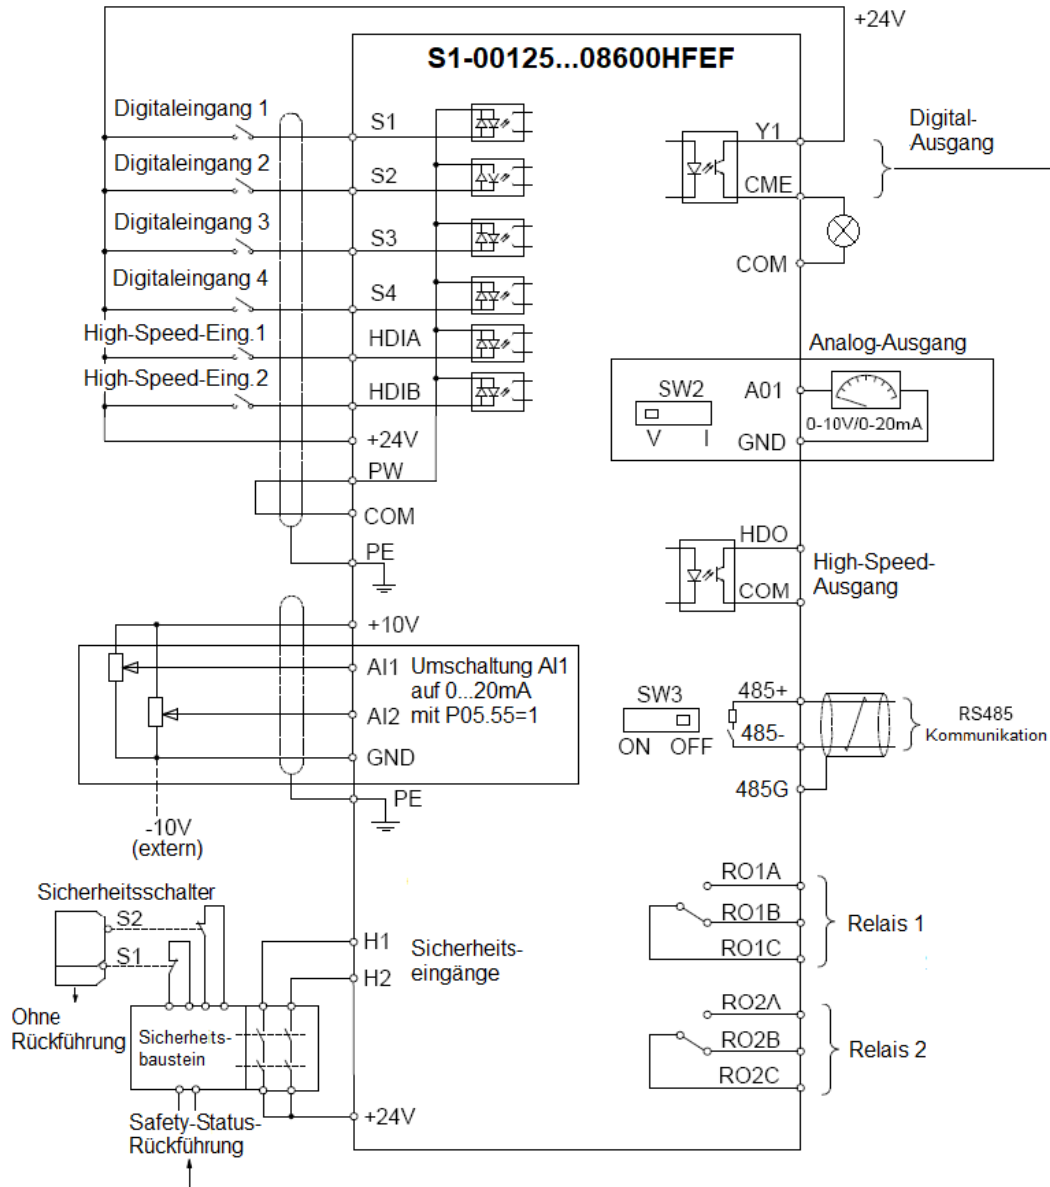 +24V
S1-00125...08600HFEF
Digitaleingang 1
S1
Digitaleingang 2
S2
Digitaleingang 3
S3
Digitaleingang 4
S4
High-Speed-Eing.1
HDIA
High-Speed-Eing.2
HDIB
+24V
PW
COM
PE
Y1
CME
COM
Digital-
Ausgang
Analog-Ausgang
SW2
V I
A01
GND
0-10V/0-20mA
HDO
COM
High-Speed-
Ausgang
+10V
AI1
AI2
GND
PE
Umschaltung AI1
auf 0...20mA
mit P05.55=1
-10V
(extern)
SW3
ON OFF
485+
485-
485G
RS485
Kommunikation
Sicherheitsschalter
S2
S1
Ohne
Rückführung
Sicherheits-
baustein
Safety-Status-
Rückführung
H1
H2
Sicherheits-
eingänge
+24V
RO1A
RO1B
RO1C
Relais 1
RO2A
RO2B
RO2C
Relais 2